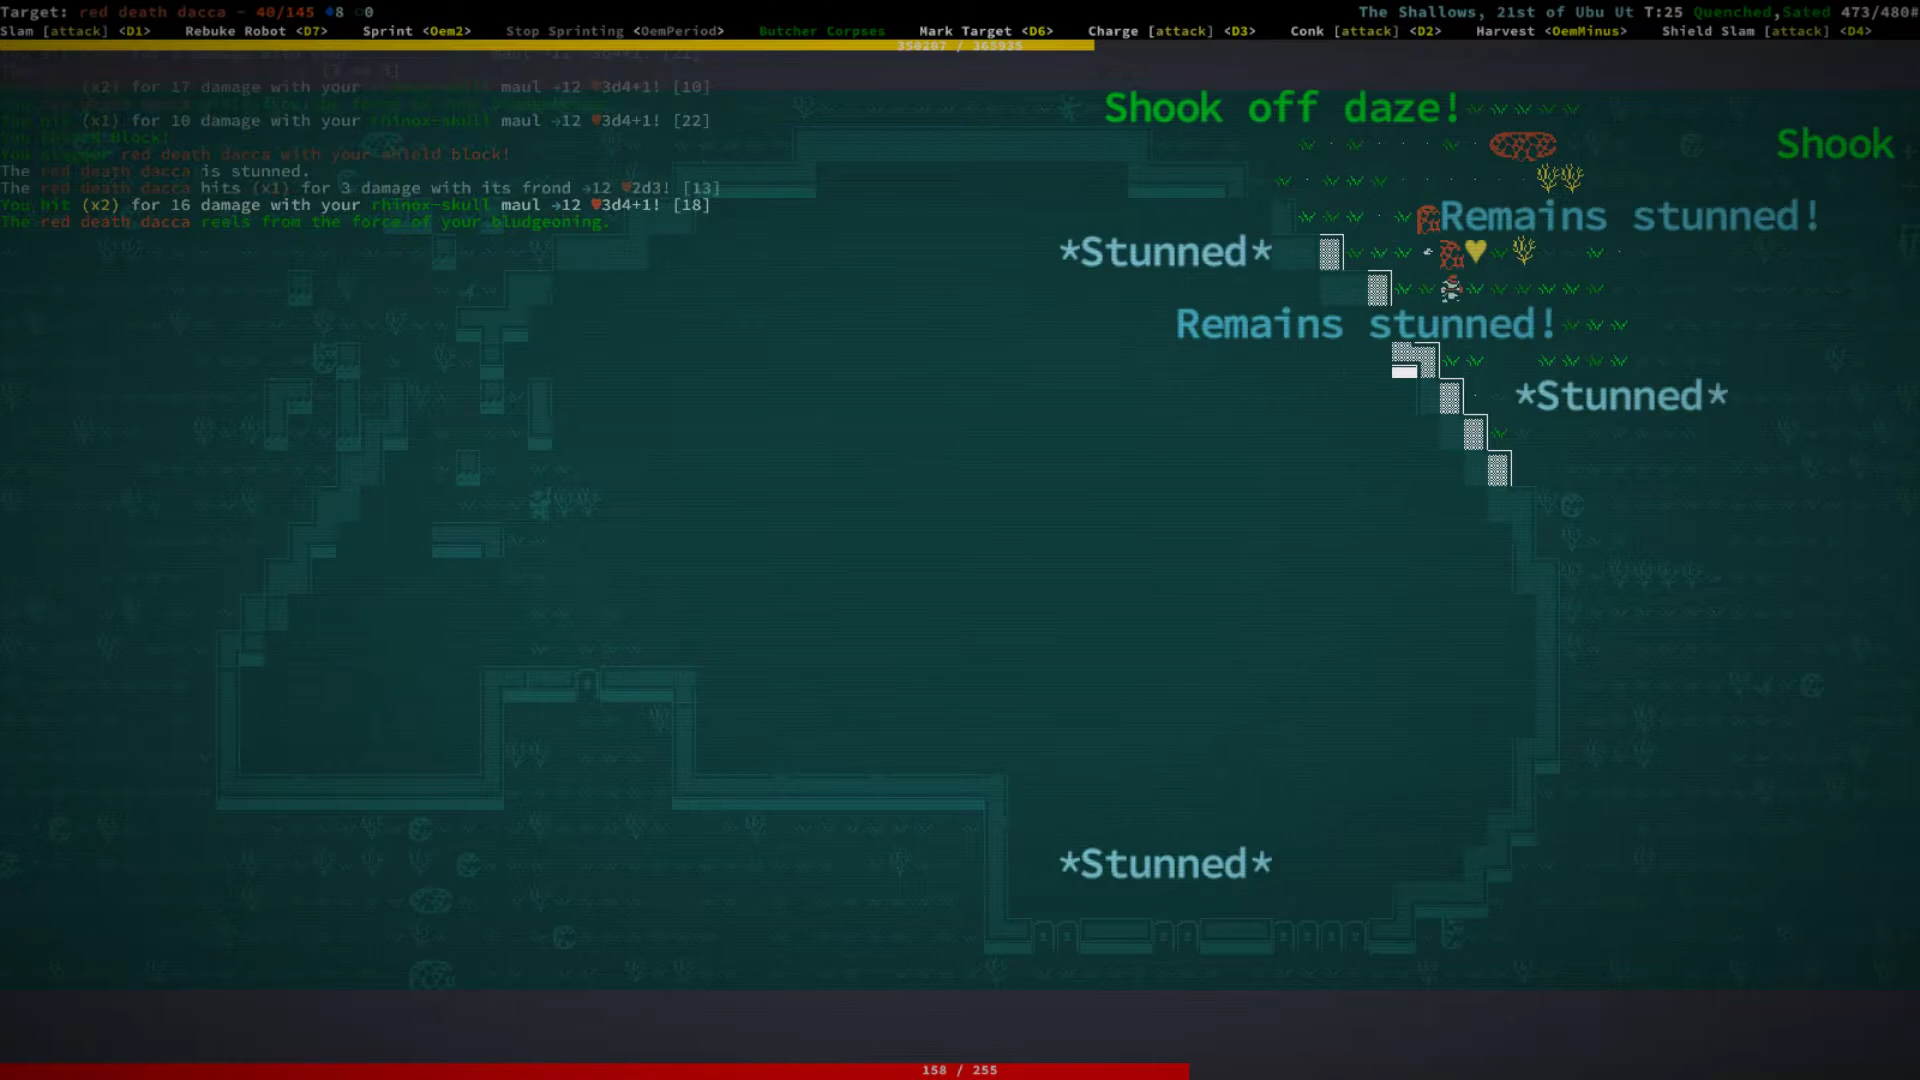 Target: red death dacca - 40/145 ♦8 ○0
The Shallows, 21st of Ubu Ut T:25 Quenched,Sated 473/480#
Slam [attack] <D1> Rebuke Robot <D7> Sprint <Oem2> Stop Sprinting <OemPeriod> Butcher Corpses Mark Target <D6> Charge [attack] <D3> Conk [attack] <D2> Harvest <OemMinus> Shield Slam [attack] <D4>
350287 / 365935
(x2) for 17 damage with your rhinox-skull maul →12 ♥3d4+1! [10]
(x1) for 10 damage with your rhinox-skull maul →12 ♥3d4+1! [22]
Block!
You stagger red death dacca with your shield block!
The red death dacca is stunned.
The red death dacca hits (x1) for 3 damage with its frond →12 ♥2d3! [13]
You hit (x2) for 16 damage with your rhinox-skull maul →12 ♥3d4+1! [18]
The red death dacca reels from the force of your bludgeoning.
Shook off daze!
Shook
Remains stunned!
*Stunned*
Remains stunned!
*Stunned*
*Stunned*
158 / 255